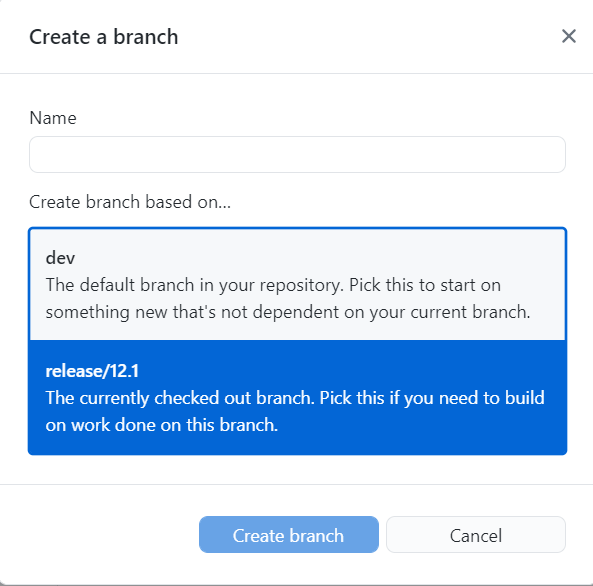 Create a branch
Name
Create branch based on...
dev
The default branch in your repository. Pick this to start on
something new that's not dependent on your current branch.
release/12.1
The currently checked out branch. Pick this if you need to build
on work done on this branch.
Create branch
Cancel